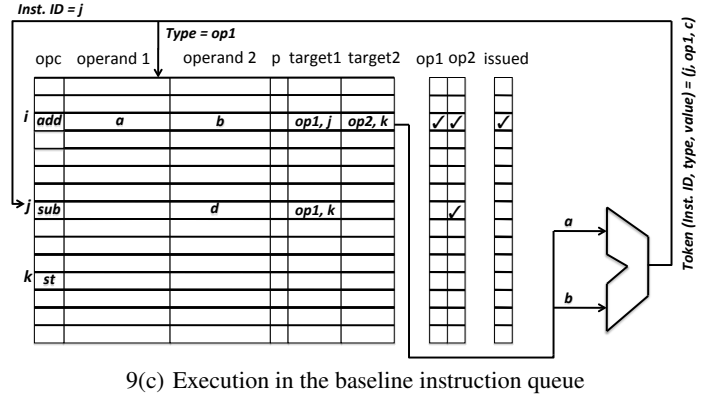 Inst. ID = j
Type = op1
opc operand 1 operand 2 p target1 target2 op1 op2 issued
i add a b op1, j op2, k ✓ ✓ ✓
j sub d op1, k ✓
a
k st
b
Token (Inst. ID, type, value) = (j, op1, c)
9(c) Execution in the baseline instruction queue